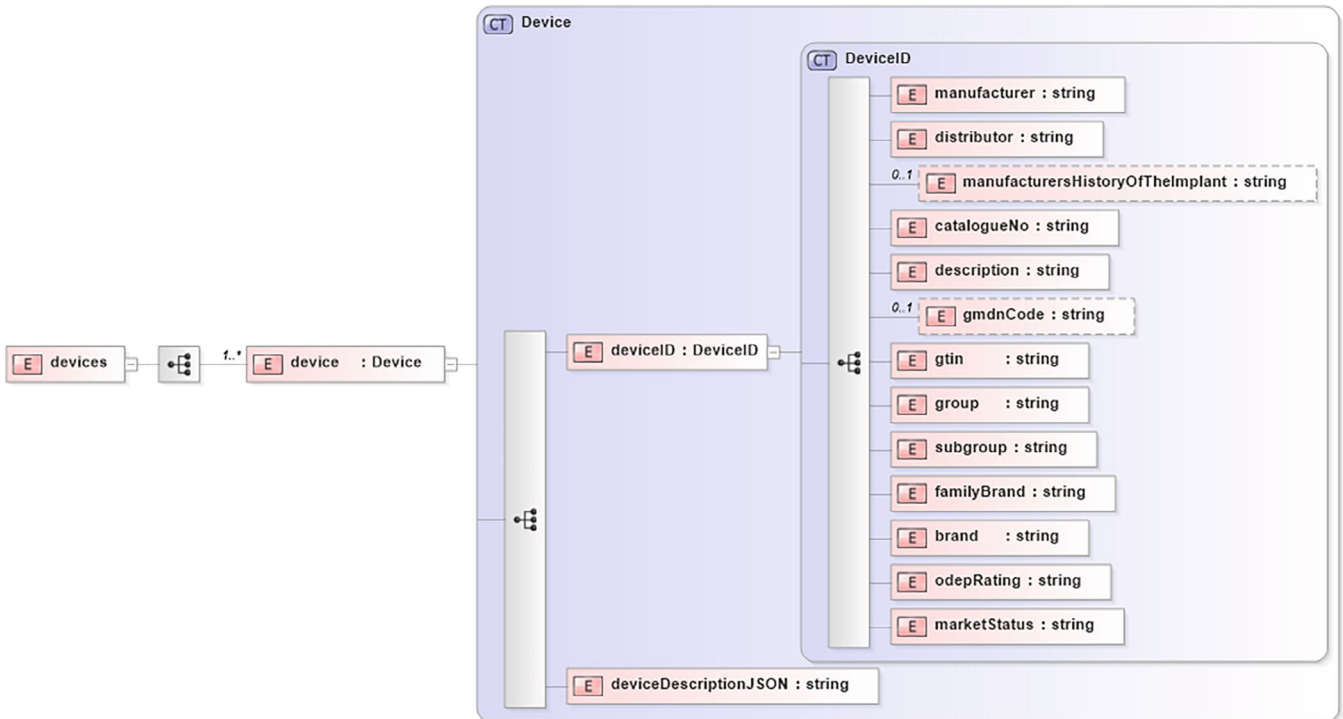 CT Device
CT DeviceID
E manufacturer : string
E distributor : string
0..1 E manufacturersHistoryOfTheImplant : string
E catalogueNo : string
E description : string
0..1 E gmdnCode : string
E devices
1..* E device : Device
E deviceID : DeviceID
E gtin : string
E group : string
E subgroup : string
E familyBrand : string
E brand : string
E odepRating : string
E marketStatus : string
E deviceDescriptionJSON : string